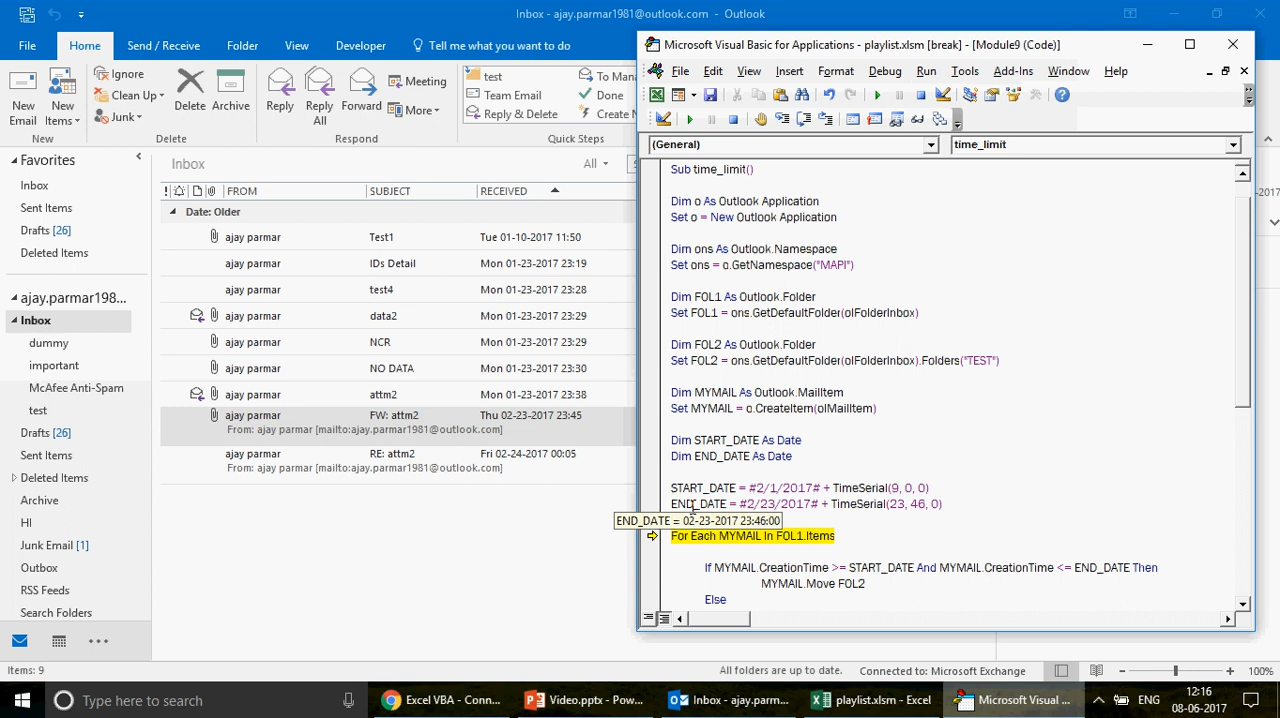 Inbox - ajay.parmar1981@outlook.com - Outlook
File
Home
Send / Receive
Folder
View
Developer
Tell me what you want to do
New Email
New Items
New
Ignore
Clean Up
Junk
Delete
Archive
Delete
Reply
Reply All
Forward
Meeting
More
Respond
test
Team Email
Reply & Delete
To Man
Done
Create N
Quick Steps
Favorites
Inbox
Sent Items
Drafts [26]
Deleted Items
ajay.parmar198...
Inbox
dummy
important
McAfee Anti-Spam
test
Drafts [26]
Sent Items
Deleted Items
Archive
HI
Junk Email [1]
Outbox
RSS Feeds
Search Folders
Inbox
All
FROM SUBJECT RECEIVED
Date: Older
ajay parmar Test1 Tue 01-10-2017 11:50
ajay parmar IDs Detail Mon 01-23-2017 23:19
ajay parmar test4 Mon 01-23-2017 23:28
ajay parmar data2 Mon 01-23-2017 23:29
ajay parmar NCR Mon 01-23-2017 23:29
ajay parmar NO DATA Mon 01-23-2017 23:30
ajay parmar attm2 Mon 01-23-2017 23:38
ajay parmar FW: attm2 Thu 02-23-2017 23:45
From: ajay parmar [mailto:ajay.parmar1981@outlook.com]
ajay parmar RE: attm2 Fri 02-24-2017 00:05
From: ajay parmar [mailto:ajay.parmar1981@outlook.com]
Microsoft Visual Basic for Applications - playlist.xlsm [break] - [Module9 (Code)]
File Edit View Insert Format Debug Run Tools Add-Ins Window Help
(General)
time_limit
Sub time_limit()
Dim o As Outlook.Application
Set o = New Outlook.Application
Dim ons As Outlook.Namespace
Set ons = o.GetNamespace("MAPI")
Dim FOL1 As Outlook.Folder
Set FOL1 = ons.GetDefaultFolder(olFolderInbox)
Dim FOL2 As Outlook.Folder
Set FOL2 = ons.GetDefaultFolder(olFolderInbox).Folders("TEST")
Dim MYMAIL As Outlook.MailItem
Set MYMAIL = o.CreateItem(olMailItem)
Dim START_DATE As Date
Dim END_DATE As Date
START_DATE = #2/1/2017# + TimeSerial(9, 0, 0)
END_DATE = #2/23/2017# + TimeSerial(23, 46, 0)
END_DATE = 02-23-2017 23:46:00
For Each MYMAIL In FOL1.Items
If MYMAIL.CreationTime >= START_DATE And MYMAIL.CreationTime <= END_DATE Then
MYMAIL.Move FOL2
Else
Items: 9
All folders are up to date.
Connected to: Microsoft Exchange
100%
Type here to search
Excel VBA - Conn...
Video.pptx - Pow...
Inbox - ajay.parm...
playlist.xlsm - Excel
Microsoft Visual ...
ENG
12:16
08-06-2017